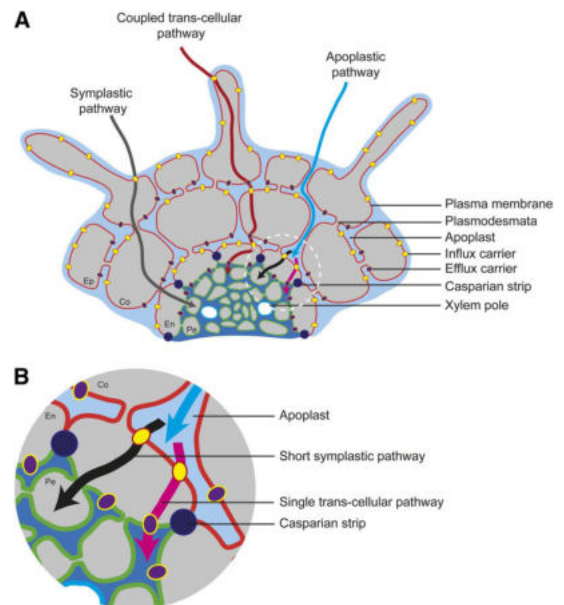 A
Coupled trans-cellular
pathway
Apoplastic
pathway
Symplastic
pathway
Plasma membrane
Plasmodesmata
Apoplast
Influx carrier
Efflux carrier
Casparian strip
Xylem pole
Ep
Co
En
Pe
B
Co
En
Pe
Apoplast
Short symplastic pathway
Single trans-cellular pathway
Casparian strip